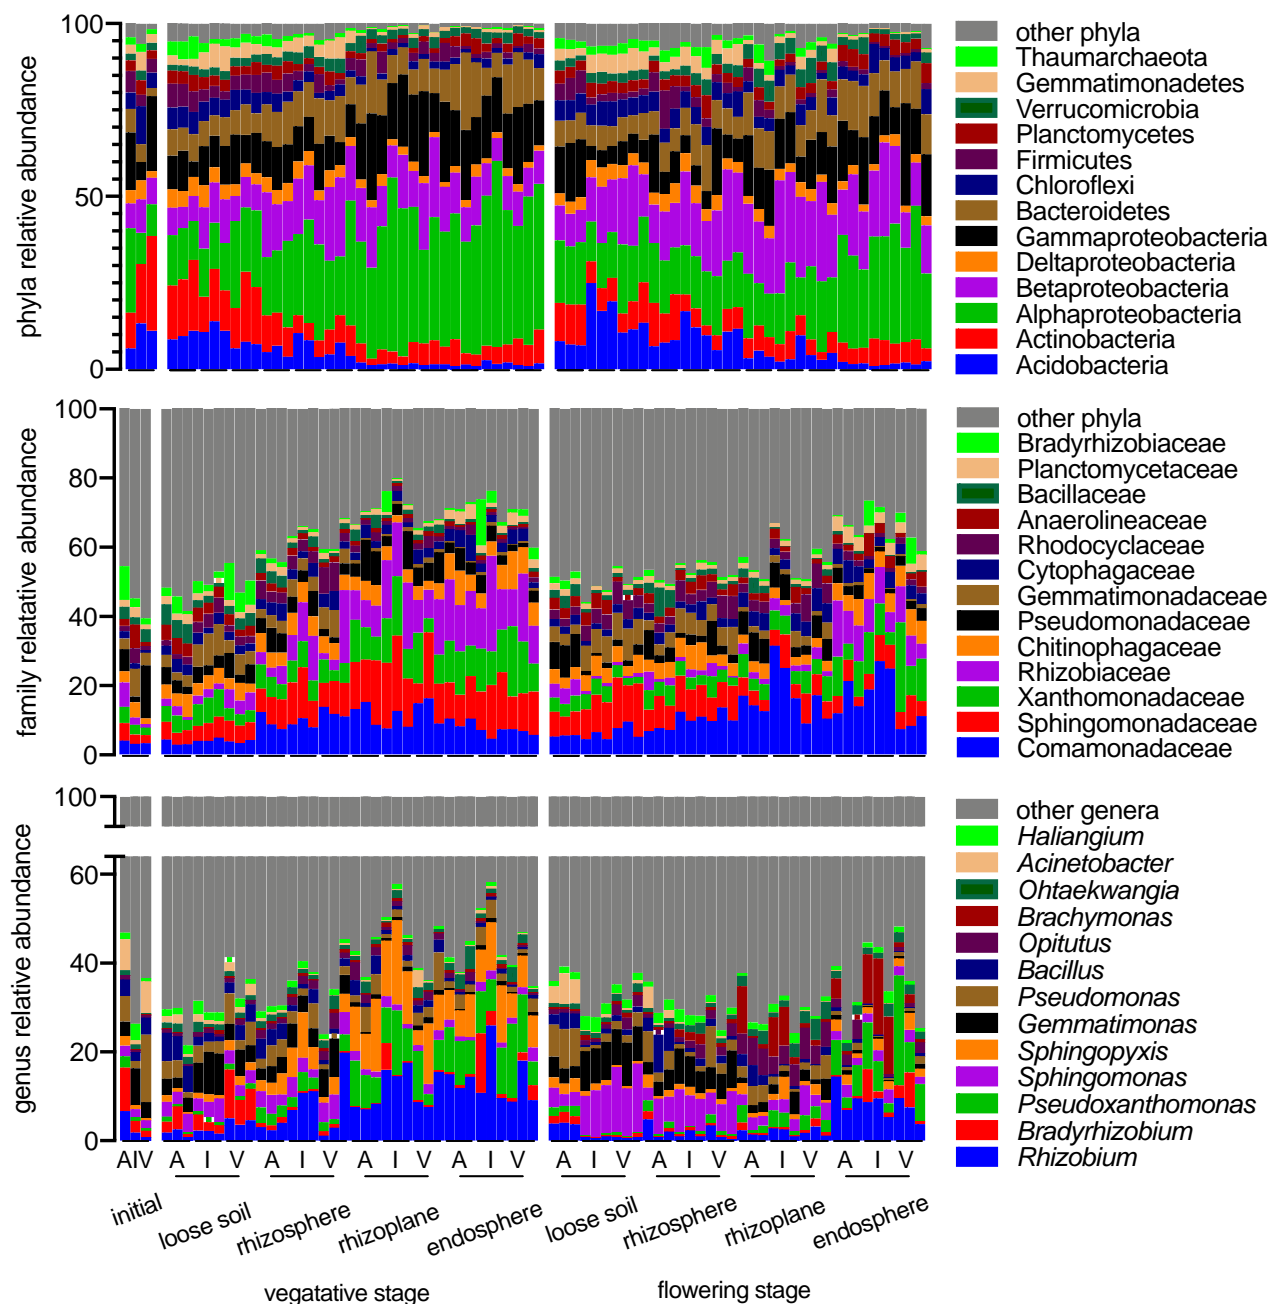 phyla relative abundance
100
50
0
other phyla
Thaumarchaeota
Gemmatimonadetes
Verrucomicrobia
Planctomycetes
Firmicutes
Chloroflexi
Bacteroidetes
Gammaproteobacteria
Deltaproteobacteria
Betaproteobacteria
Alphaproteobacteria
Actinobacteria
Acidobacteria
family relatative abundance
100
80
60
40
20
0
other phyla
Bradyrhizobiaceae
Planctomycetaceae
Bacillaceae
Anaerolineaceae
Rhodocyclaceae
Cytophagaceae
Gemmatimonadaceae
Pseudomonadaceae
Chitinophagaceae
Rhizobiaceae
Xanthomonadaceae
Sphingomonadaceae
Comamonadaceae
genus relative abundance
100
60
40
20
0
other genera
Haliangium
Acinetobacter
Ohtaekwangia
Brachymonas
Opitutus
Bacillus
Pseudomonas
Gemmatimonas
Sphingopyxis
Sphingomonas
Pseudoxanthomonas
Bradyrhizobium
Rhizobium
AIV A I V A I V A I V A I V A I V A I V A I V A I V
initial loose soil rhizosphere rhizoplane endosphere loose soil rhizosphere rhizoplane endosphere
vegatative stage flowering stage